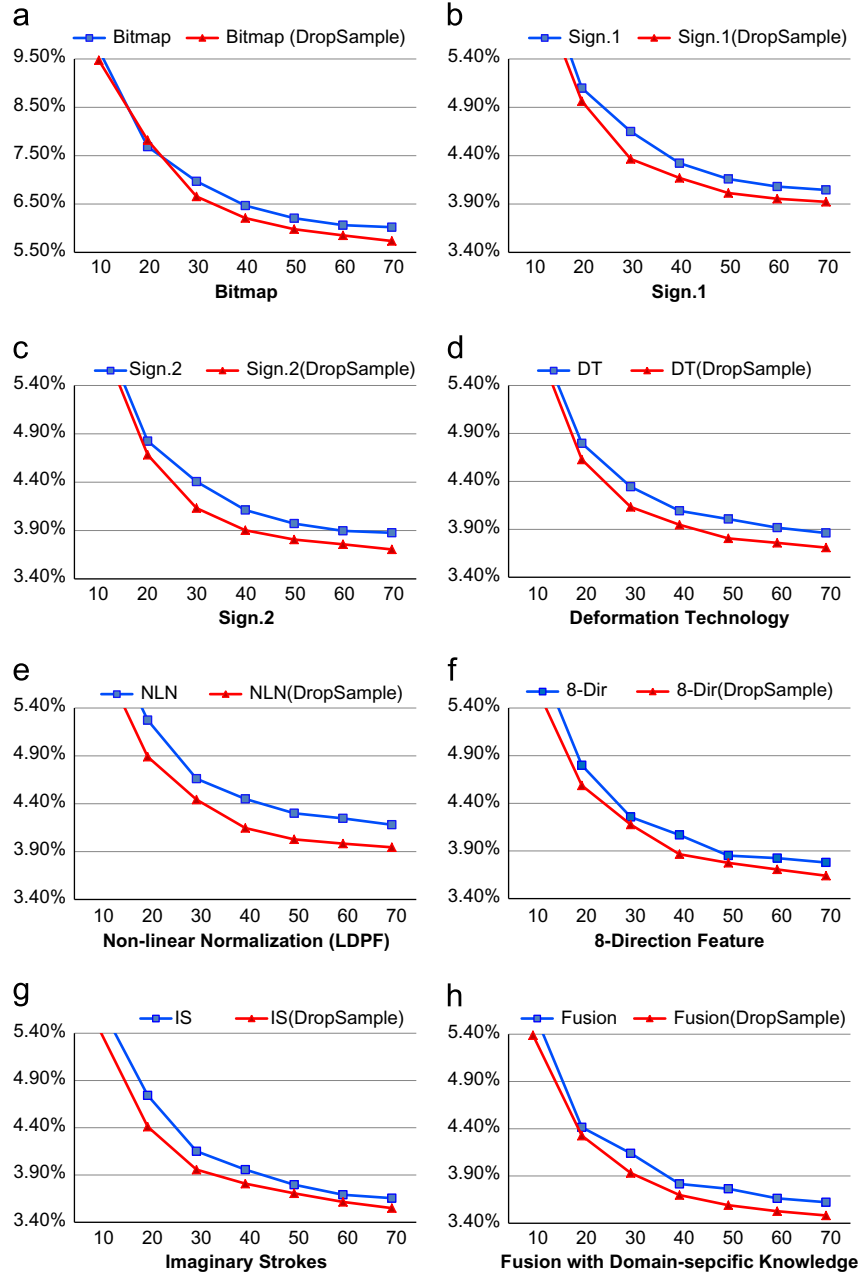 a
Bitmap Bitmap (DropSample)
9.50%
8.50%
7.50%
6.50%
5.50%
10 20 30 40 50 60 70
Bitmap
b
Sign.1 Sign.1(DropSample)
5.40%
4.90%
4.40%
3.90%
3.40%
10 20 30 40 50 60 70
Sign.1
c
Sign.2 Sign.2(DropSample)
5.40%
4.90%
4.40%
3.90%
3.40%
10 20 30 40 50 60 70
Sign.2
d
DT DT(DropSample)
5.40%
4.90%
4.40%
3.90%
3.40%
10 20 30 40 50 60 70
Deformation Technology
e
NLN NLN(DropSample)
5.40%
4.90%
4.40%
3.90%
3.40%
10 20 30 40 50 60 70
Non-linear Normalization (LDPF)
f
8-Dir 8-Dir(DropSample)
5.40%
4.90%
4.40%
3.90%
3.40%
10 20 30 40 50 60 70
8-Direction Feature
g
IS IS(DropSample)
5.40%
4.90%
4.40%
3.90%
3.40%
10 20 30 40 50 60 70
Imaginary Strokes
h
Fusion Fusion(DropSample)
5.40%
4.90%
4.40%
3.90%
3.40%
10 20 30 40 50 60 70
Fusion with Domain-sepcific Knowledge